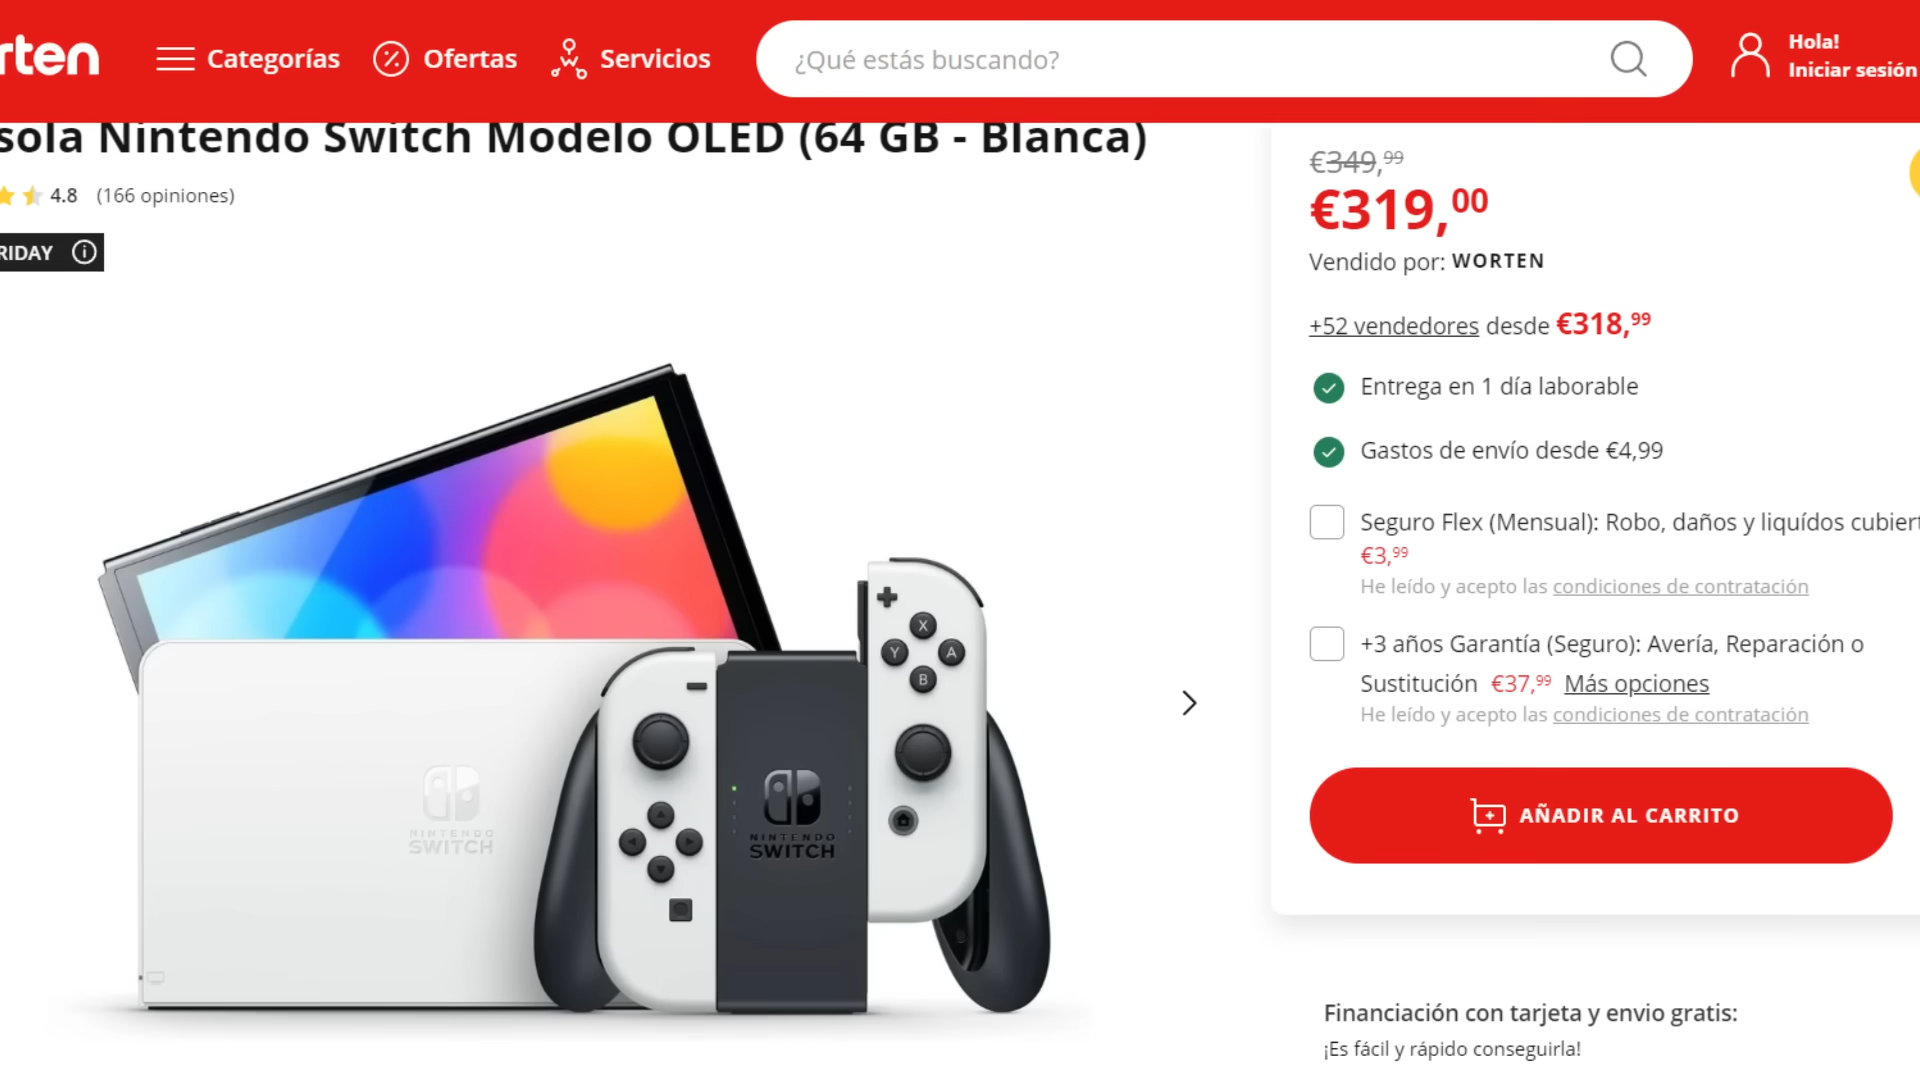 rten
Categorías
Ofertas
Servicios
¿Qué estás buscando?
Hola!
Iniciar sesión
sola Nintendo Switch Modelo OLED (64 GB - Blanca)
4.8 (166 opiniones)
RIDAY
€349,99
€319,00
Vendido por: WORTEN
+52 vendedores desde €318,99
Entrega en 1 día laborable
Gastos de envío desde €4,99
Seguro Flex (Mensual): Robo, daños y liquídos cubiert
€3,99
He leído y acepto las condiciones de contratación
+3 años Garantía (Seguro): Avería, Reparación o
Sustitución €37,99 Más opciones
He leído y acepto las condiciones de contratación
AÑADIR AL CARRITO
Financiación con tarjeta y envio gratis:
¡Es fácil y rápido conseguirla!
X
Y
A
B
NINTENDO
SWITCH
NINTENDO
SWITCH